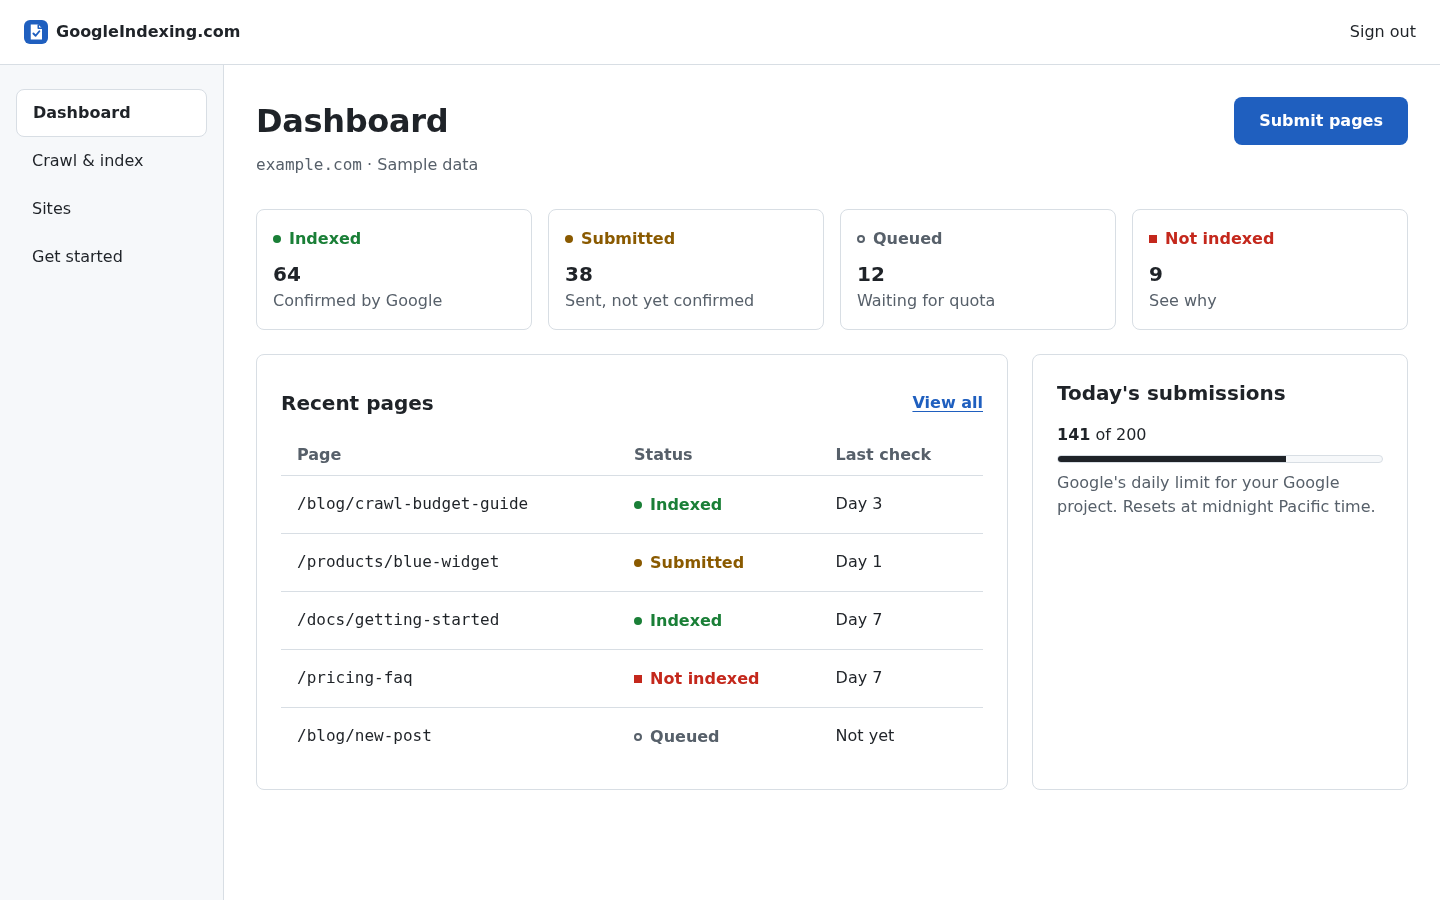 GoogleIndexing.com
Sign out
Dashboard
Crawl & index
Sites
Get started
Dashboard
Submit pages
example.com · Sample data
Indexed
64
Confirmed by Google
Submitted
38
Sent, not yet confirmed
Queued
12
Waiting for quota
Not indexed
9
See why
Recent pages
View all
Page Status Last check
/blog/crawl-budget-guide Indexed Day 3
/products/blue-widget Submitted Day 1
/docs/getting-started Indexed Day 7
/pricing-faq Not indexed Day 7
/blog/new-post Queued Not yet
Today's submissions
141 of 200
Google's daily limit for your Google
project. Resets at midnight Pacific time.